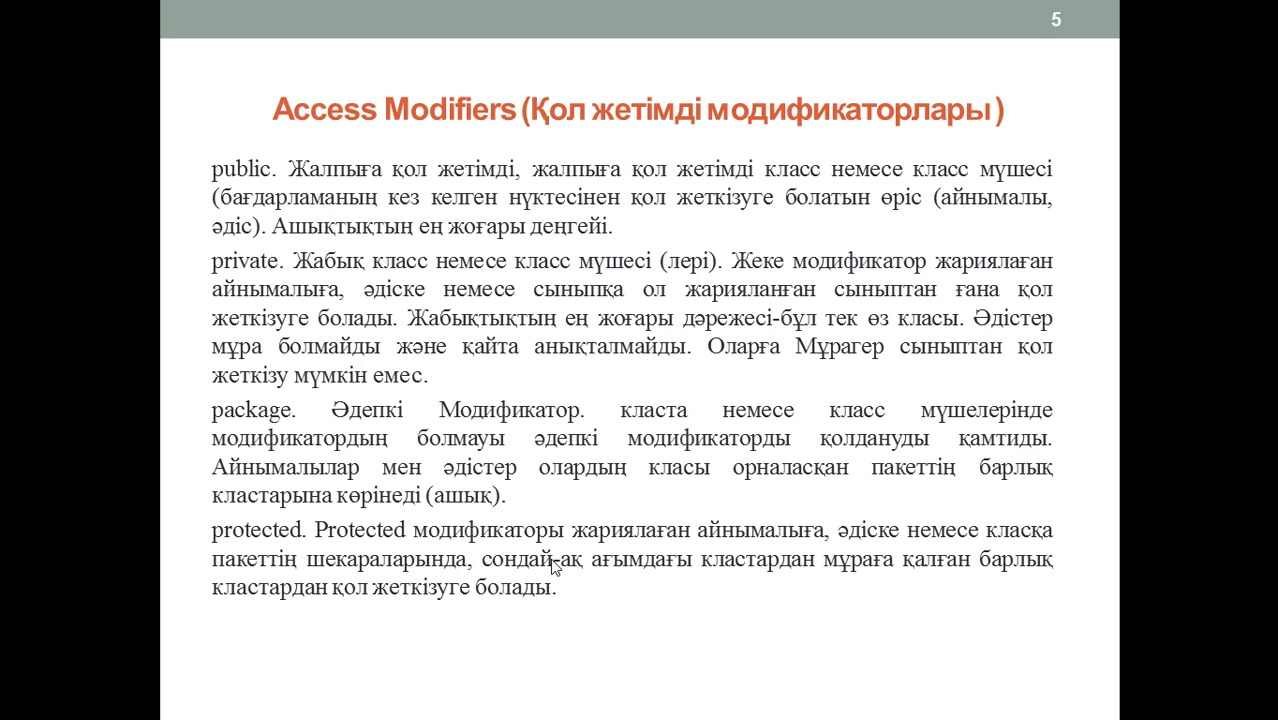 5
Access Modifiers (Қол жетімді модификаторлары )
public. Жалпыға қол жетімді, жалпыға қол жетімді класс немесе класс мүшесі
(бағдарламаның кез келген нүктесінен қол жеткізуге болатын өріс (айнымалы,
әдіс). Ашықтықтың ең жоғары деңгейі.
private. Жабық класс немесе класс мүшесі (лері). Жеке модификатор жариялаған
айнымалыға, әдіске немесе сыныпқа ол жарияланған сыныптан ғана қол
жеткізуге болады. Жабықтықтың ең жоғары дәрежесі-бұл тек өз класы. Әдістер
мұра болмайды және қайта анықталмайды. Оларға Мұрагер сыныптан қол
жеткізу мүмкін емес.
package. Әдепкі Модификатор. класта немесе класс мүшелерінде
модификатордың болмауы әдепкі модификаторды қолдануды қамтиды.
Айнымалылар мен әдістер олардың класы орналасқан пакеттің барлық
кластарына көрінеді (ашық).
protected. Protected модификаторы жариялаған айнымалыға, әдіске немесе класқа
пакеттің шекараларында, сондай-ақ ағымдағы кластардан мұраға қалған барлық
кластардан қол жеткізуге болады.